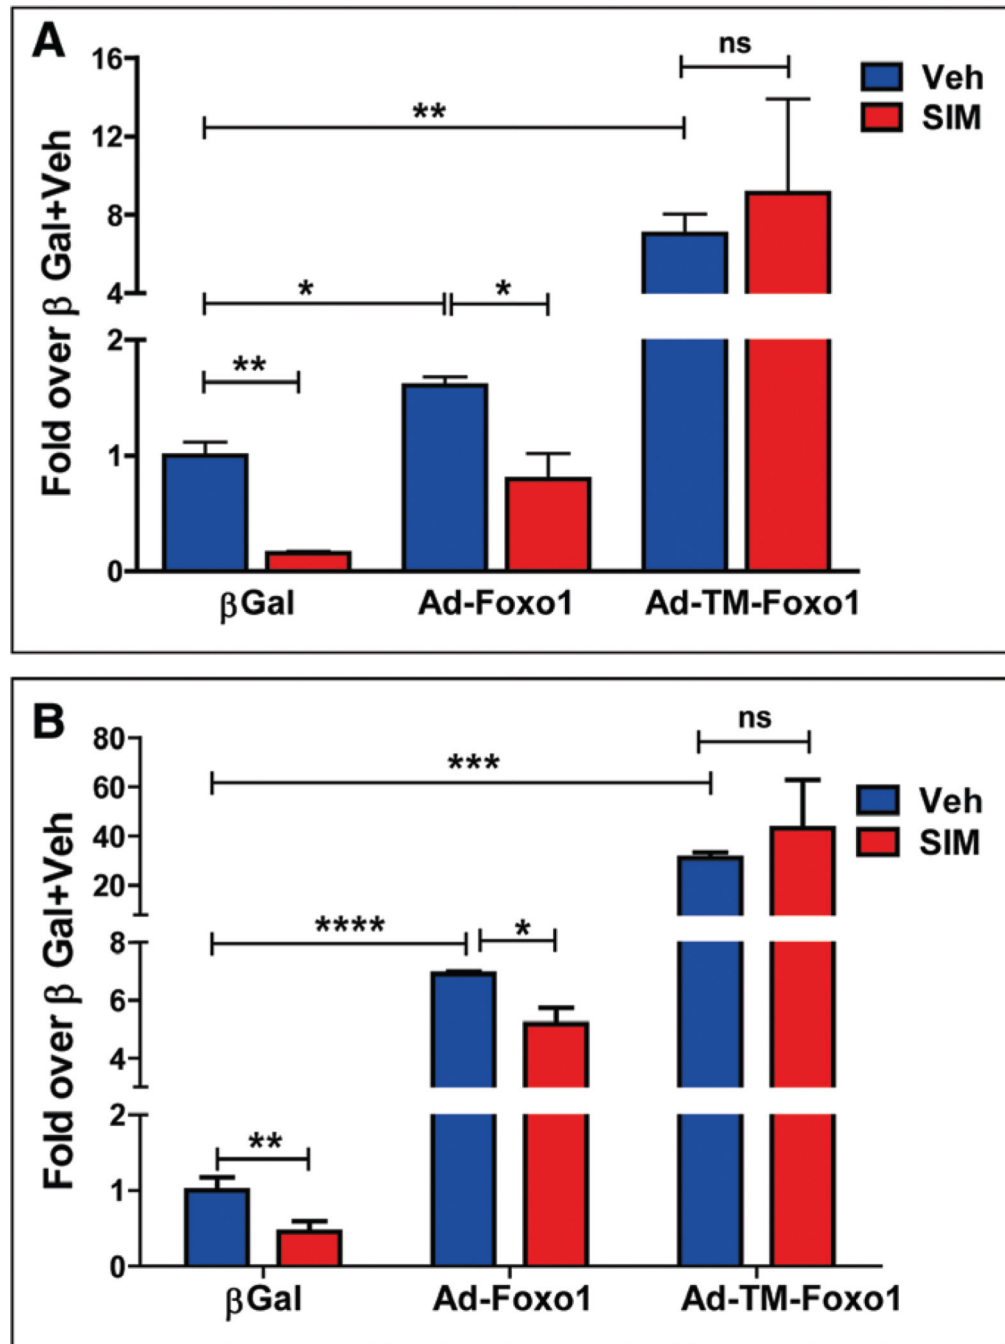 A
Fold over β Gal+Veh
16
12
8
4
2
1
0
ns
**
*
*
**
Veh
SIM
βGal
Ad-Foxo1
Ad-TM-Foxo1
B
Fold over β Gal+Veh
80
60
40
20
8
6
4
2
1
0
ns
***
****
*
**
Veh
SIM
βGal
Ad-Foxo1
Ad-TM-Foxo1